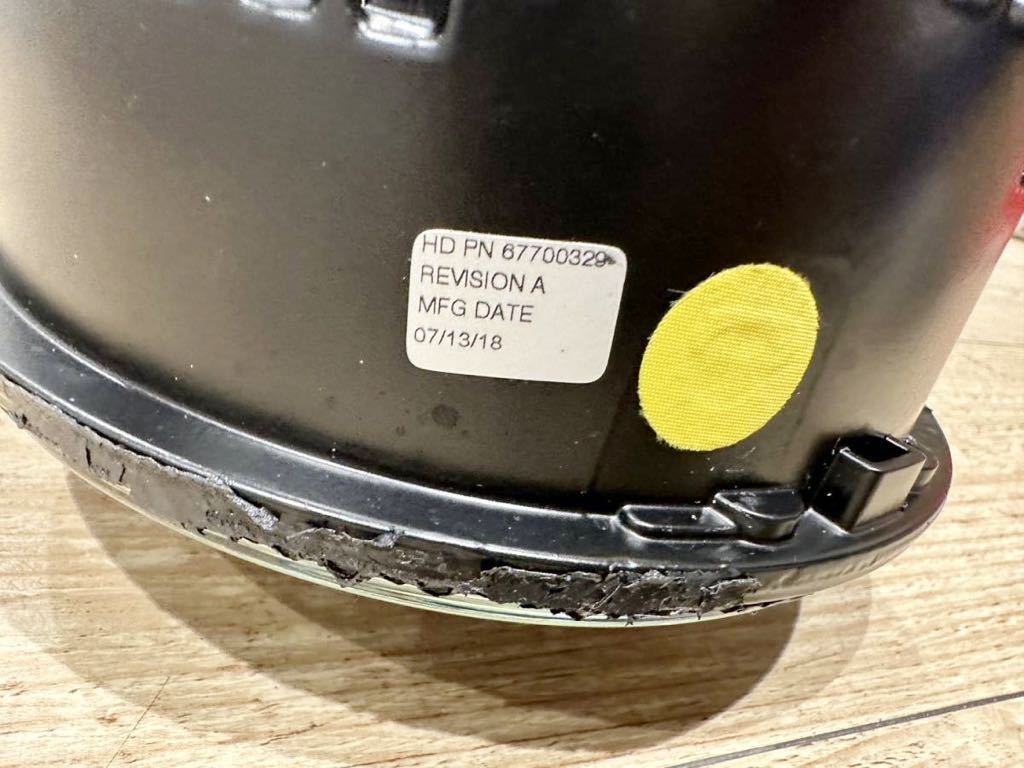 HD PN 67700329
REVISION A
MFG DATE
07/13/18